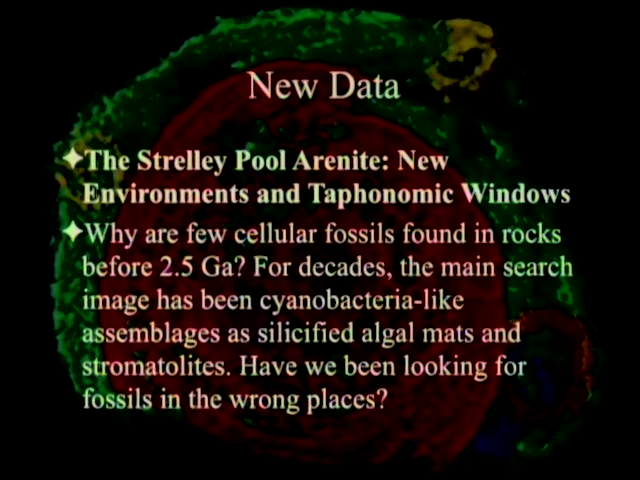 New Data
✦The Strelley Pool Arenite: New
Environments and Taphonomic Windows
✦Why are few cellular fossils found in rocks
before 2.5 Ga? For decades, the main search
image has been cyanobacteria-like
assemblages as silicified algal mats and
stromatolites. Have we been looking for
fossils in the wrong places?